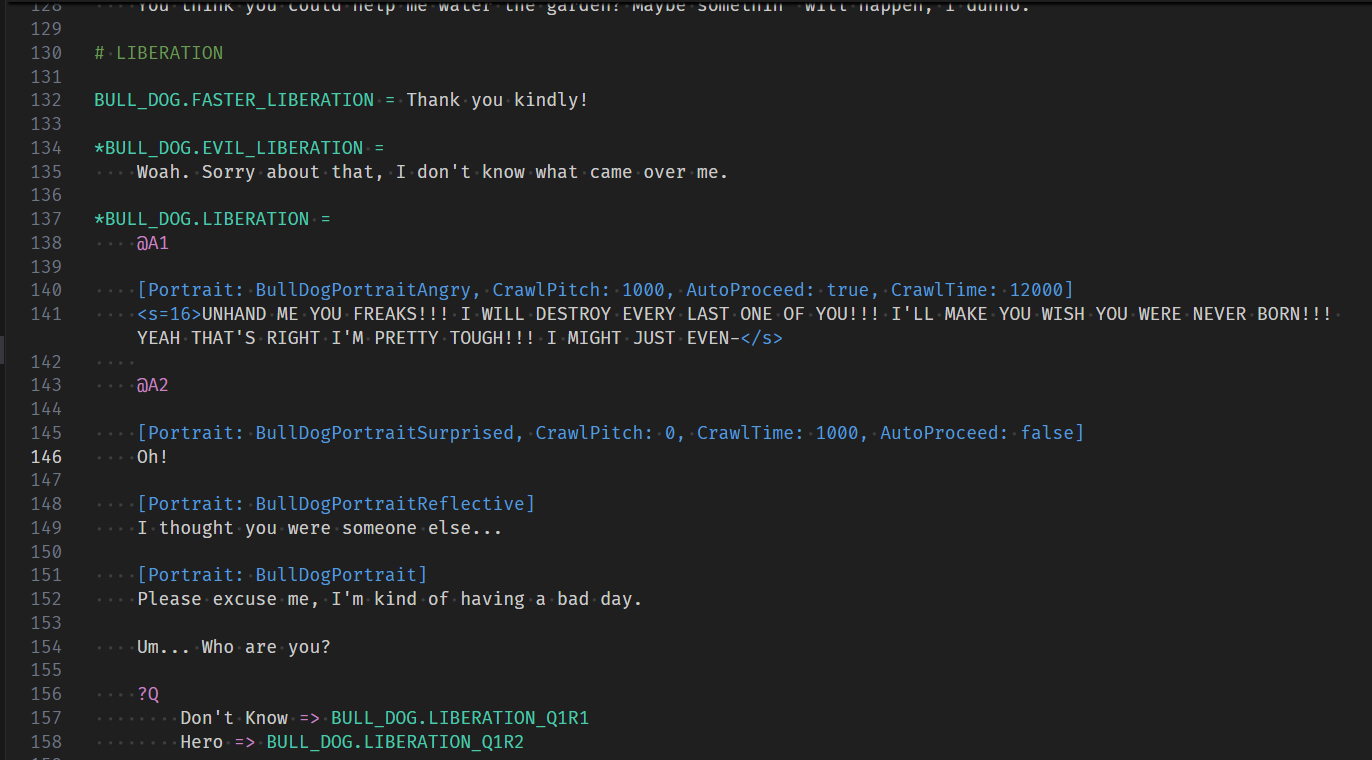 128 You think you could help me water the garden? Maybe somethin' will happen, I dunno.
129
130 # LIBERATION
131
132 BULL_DOG.FASTER_LIBERATION = Thank you kindly!
133
134 *BULL_DOG.EVIL_LIBERATION =
135 Woah. Sorry about that, I don't know what came over me.
136
137 *BULL_DOG.LIBERATION =
138 @A1
139
140 [Portrait: BullDogPortraitAngry, CrawlPitch: 1000, AutoProceed: true, CrawlTime: 12000]
141 <s=16>UNHAND ME YOU FREAKS!!! I WILL DESTROY EVERY LAST ONE OF YOU!!! I'LL MAKE YOU WISH YOU WERE NEVER BORN!!!
YEAH THAT'S RIGHT I'M PRETTY TOUGH!!! I MIGHT JUST EVEN-</s>
142
143 @A2
144
145 [Portrait: BullDogPortraitSurprised, CrawlPitch: 0, CrawlTime: 1000, AutoProceed: false]
146 Oh!
147
148 [Portrait: BullDogPortraitReflective]
149 I thought you were someone else...
150
151 [Portrait: BullDogPortrait]
152 Please excuse me, I'm kind of having a bad day.
153
154 Um... Who are you?
155
156 ?Q
157 Don't Know => BULL_DOG.LIBERATION_Q1R1
158 Hero => BULL_DOG.LIBERATION_Q1R2